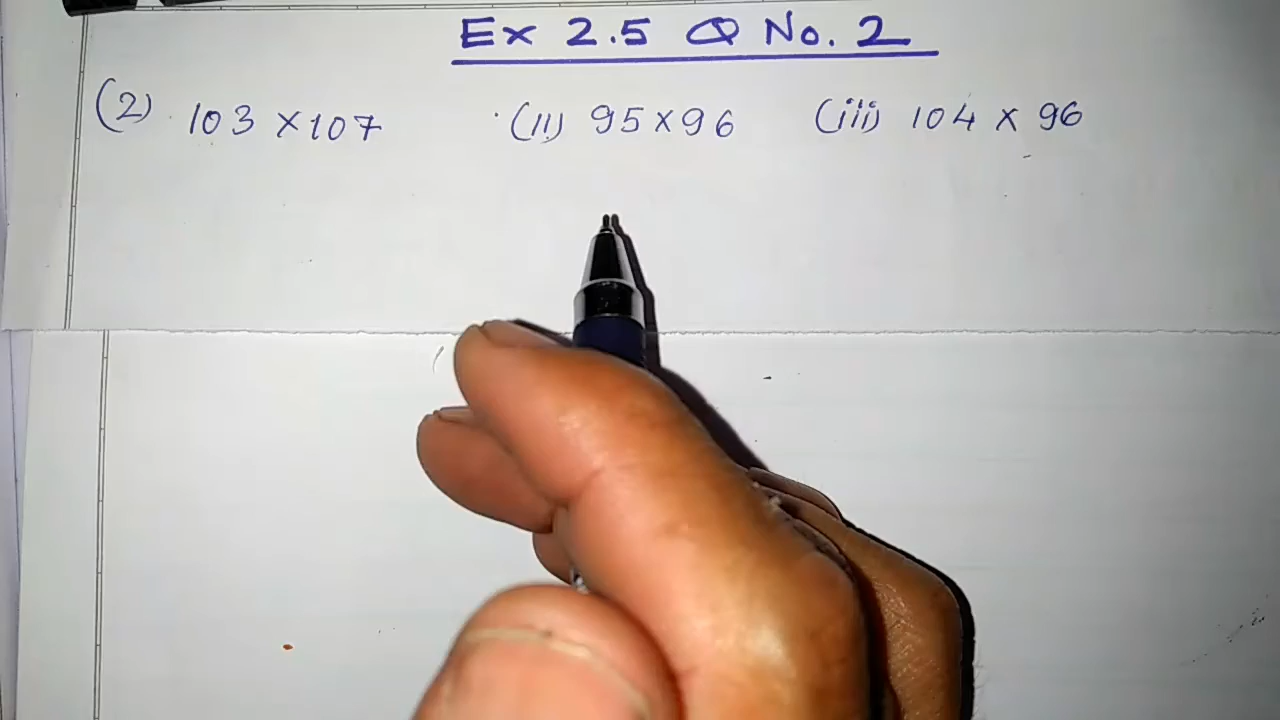 Ex 2.5 Q No. 2
(2) 103 × 107 (ii) 95 × 96 (iii) 104 × 96